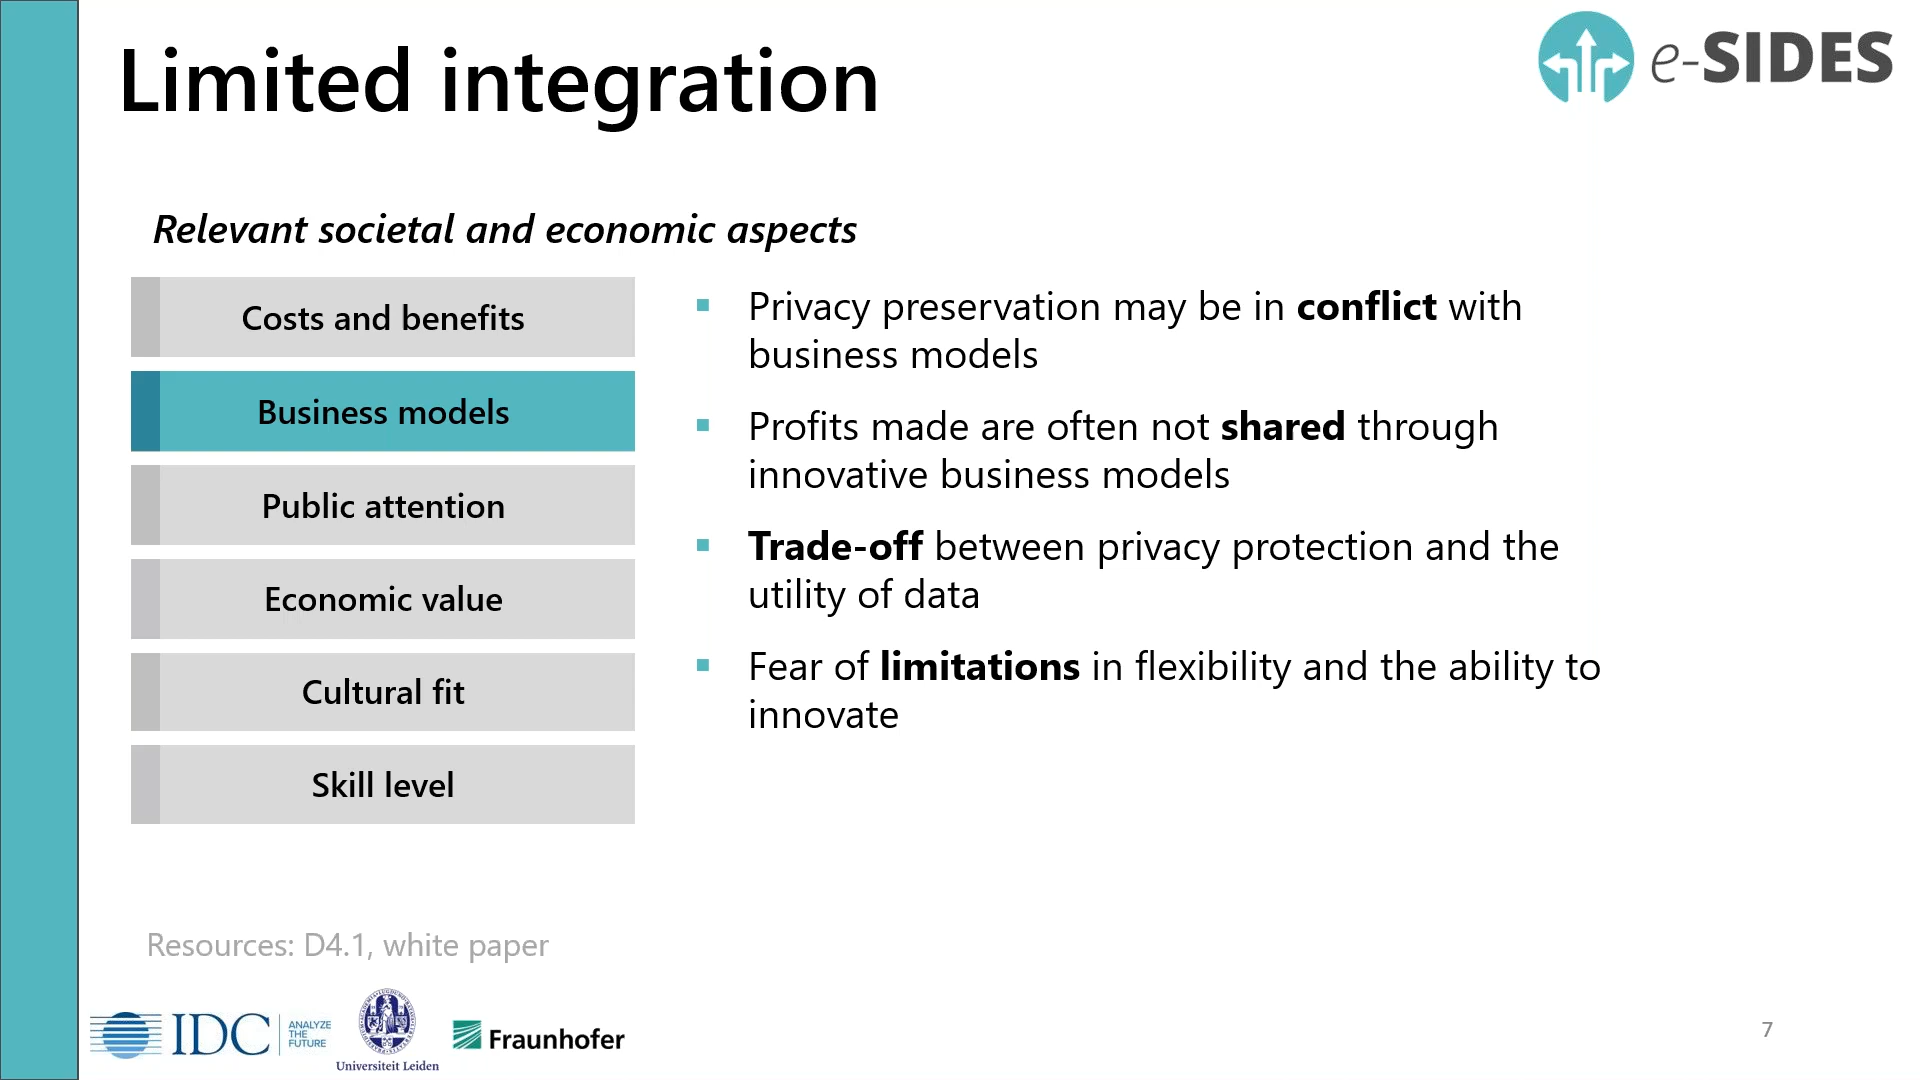 Limited integration
e-SIDES
Relevant societal and economic aspects
Costs and benefits
Business models
Public attention
Economic value
Cultural fit
Skill level
Privacy preservation may be in conflict with
business models
Profits made are often not shared through
innovative business models
Trade-off between privacy protection and the
utility of data
Fear of limitations in flexibility and the ability to
innovate
Resources: D4.1, white paper
IDC
ANALYZE
THE
FUTURE
Universiteit Leiden
Fraunhofer
7